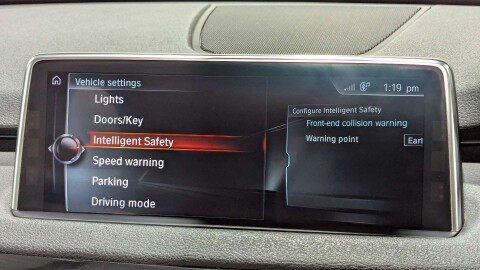 Vehicle settings
1:19 pm
Lights
Doors/Key
Intelligent Safety
Speed warning
Parking
Driving mode
Configure Intelligent Safety
Front-end collision warning
Warning point Earl